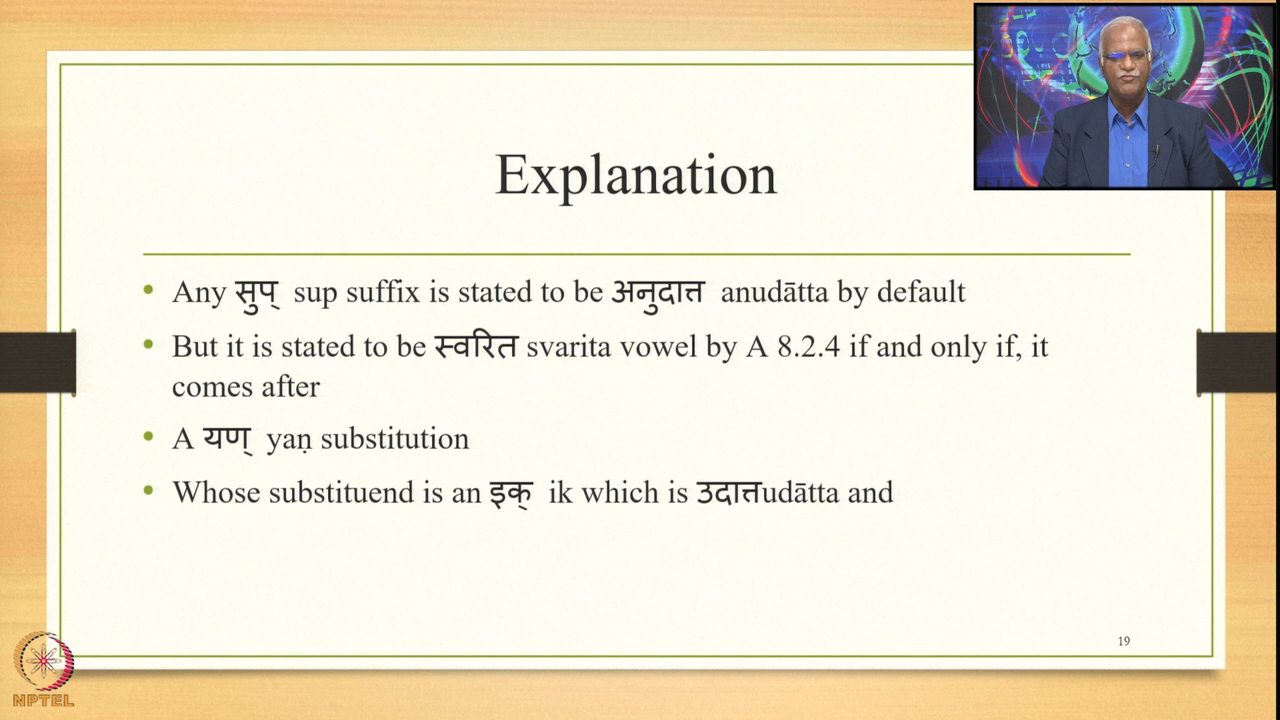 Explanation
• Any सुप् sup suffix is stated to be अनुदात्त anudātta by default
• But it is stated to be स्वरित svarita vowel by A 8.2.4 if and only if, it
comes after
• A यण् yaṇ substitution
• Whose substituend is an इक् ik which is उदात्तudātta and
19
NPTEL